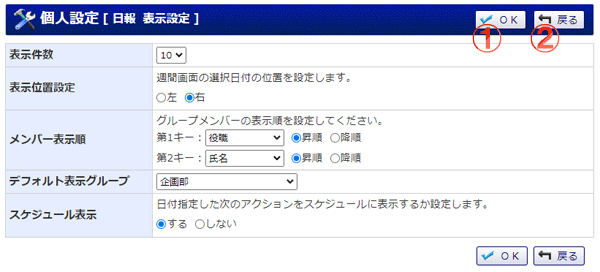 個人設定 [ 日報 表示設定 ]
OK 戻る
① ②
表示件数 10
表示位置設定 週間画面の選択日付の位置を設定します。
左 右
メンバー表示順 グループメンバーの表示順を設定してください。
第1キー： 役職 昇順 降順
第2キー： 氏名 昇順 降順
デフォルト表示グループ 企画部
スケジュール表示 日付指定した次のアクションをスケジュールに表示するか設定します。
する しない
OK 戻る